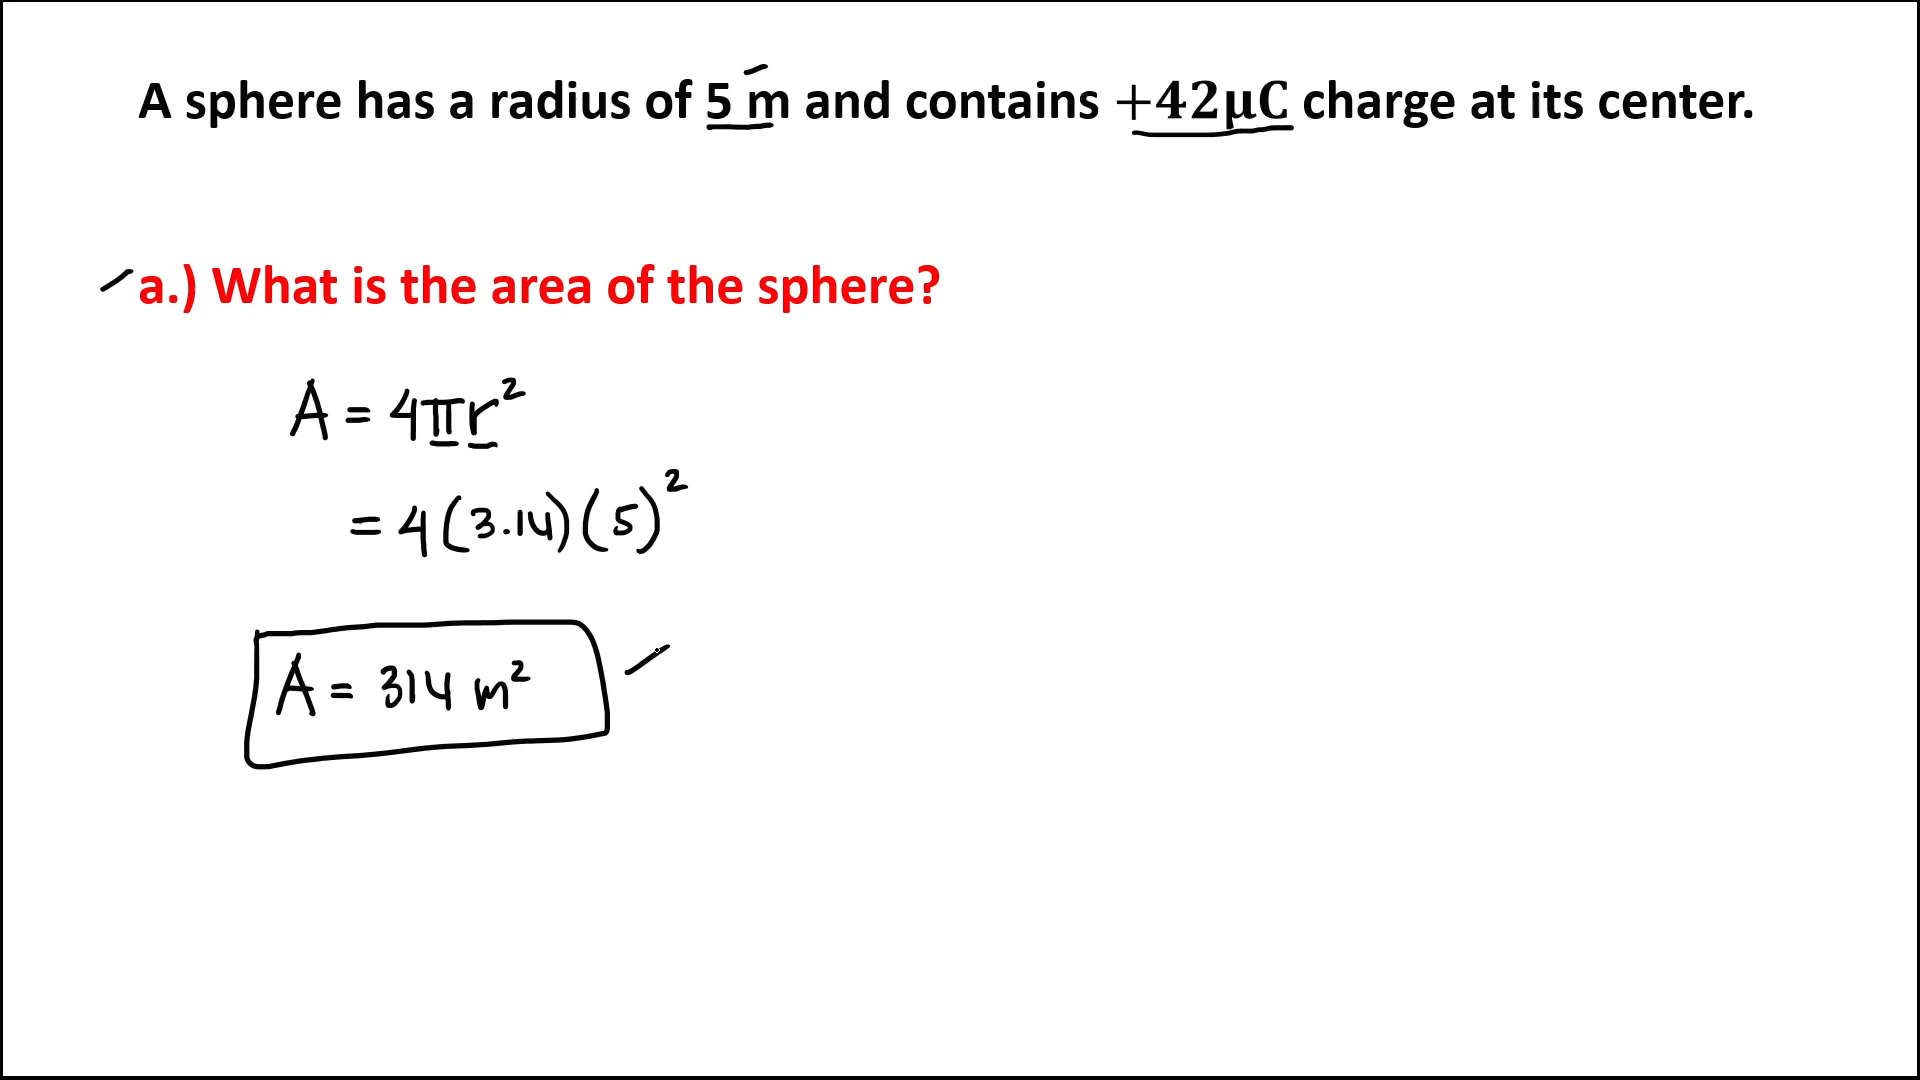 A sphere has a radius of 5 m and contains +42μC charge at its center.
a.) What is the area of the sphere?
A = 4πr²
= 4(3.14)(5)²
A = 314 m²